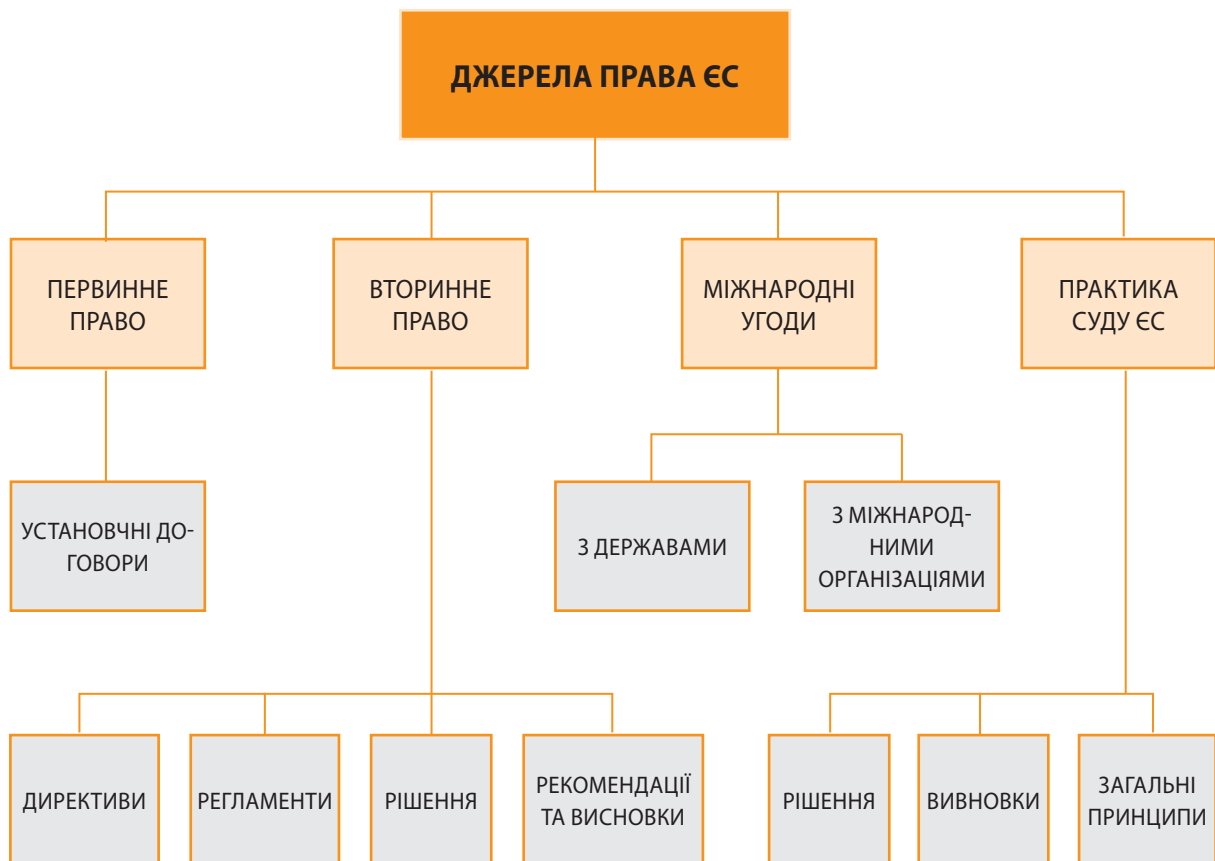 ДЖЕРЕЛА ПРАВА ЄС
ПЕРВИННЕ
ПРАВО
ВТОРИННЕ
ПРАВО
МІЖНАРОДНІ
УГОДИ
ПРАКТИКА
СУДУ ЄС
УСТАНОВЧНІ ДО-
ГОВОРИ
З ДЕРЖАВАМИ
З МІЖНАРОД-
НИМИ
ОРГАНІЗАЦІЯМИ
ДИРЕКТИВИ
РЕГЛАМЕНТИ
РІШЕННЯ
РЕКОМЕНДАЦІЇ
ТА ВИСНОВКИ
РІШЕННЯ
ВИВНОВКИ
ЗАГАЛЬНІ
ПРИНЦИПИ